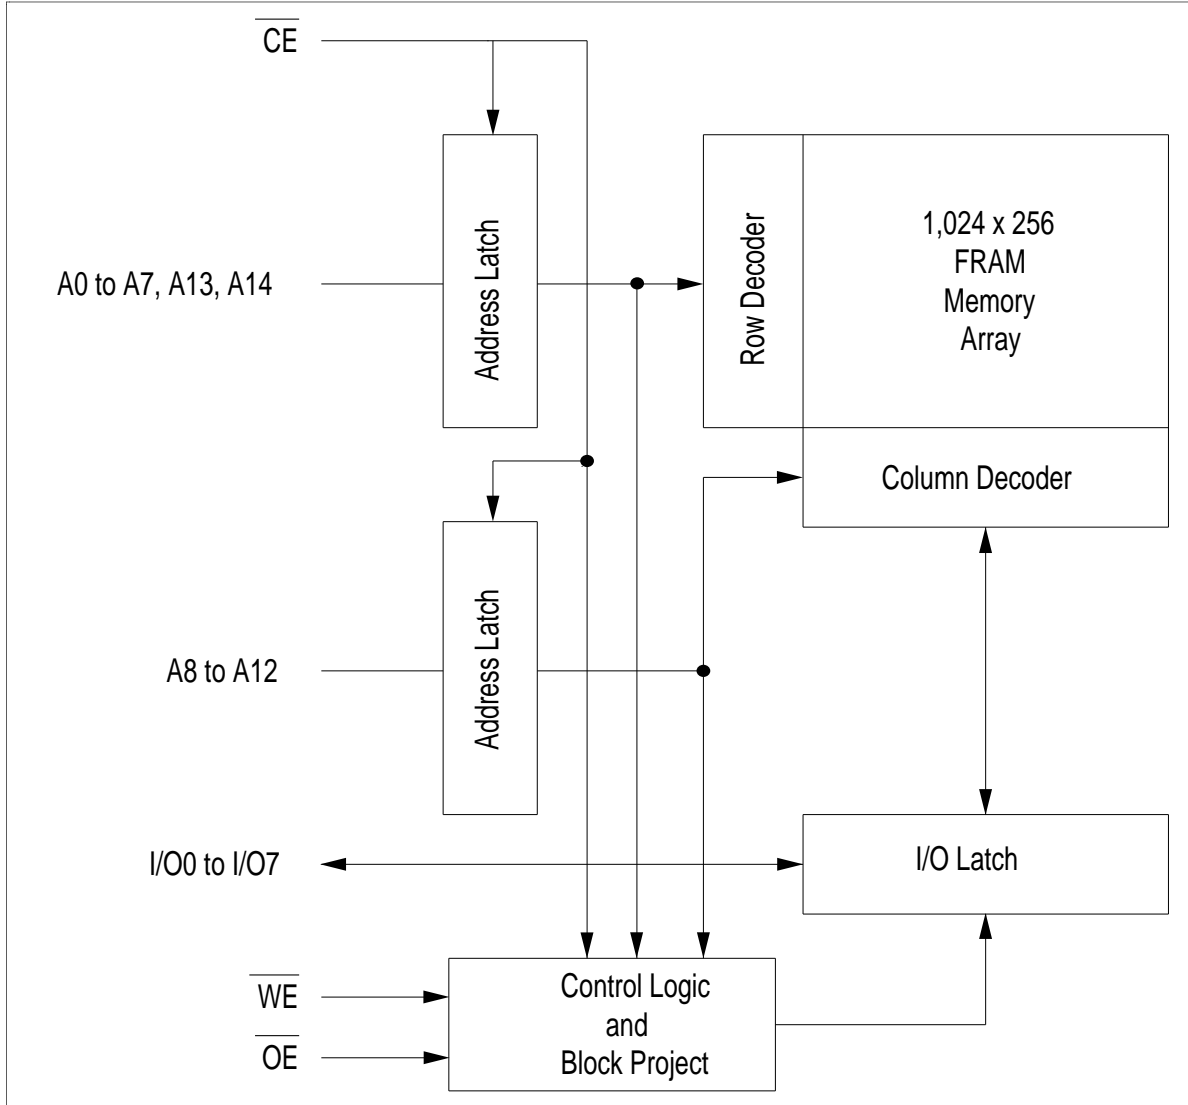 CE
A0 to A7, A13, A14
Address Latch
Row Decoder
1,024 x 256
FRAM
Memory
Array
Column Decoder
A8 to A12
Address Latch
I/O0 to I/O7
I/O Latch
WE
OE
Control Logic
and
Block Project